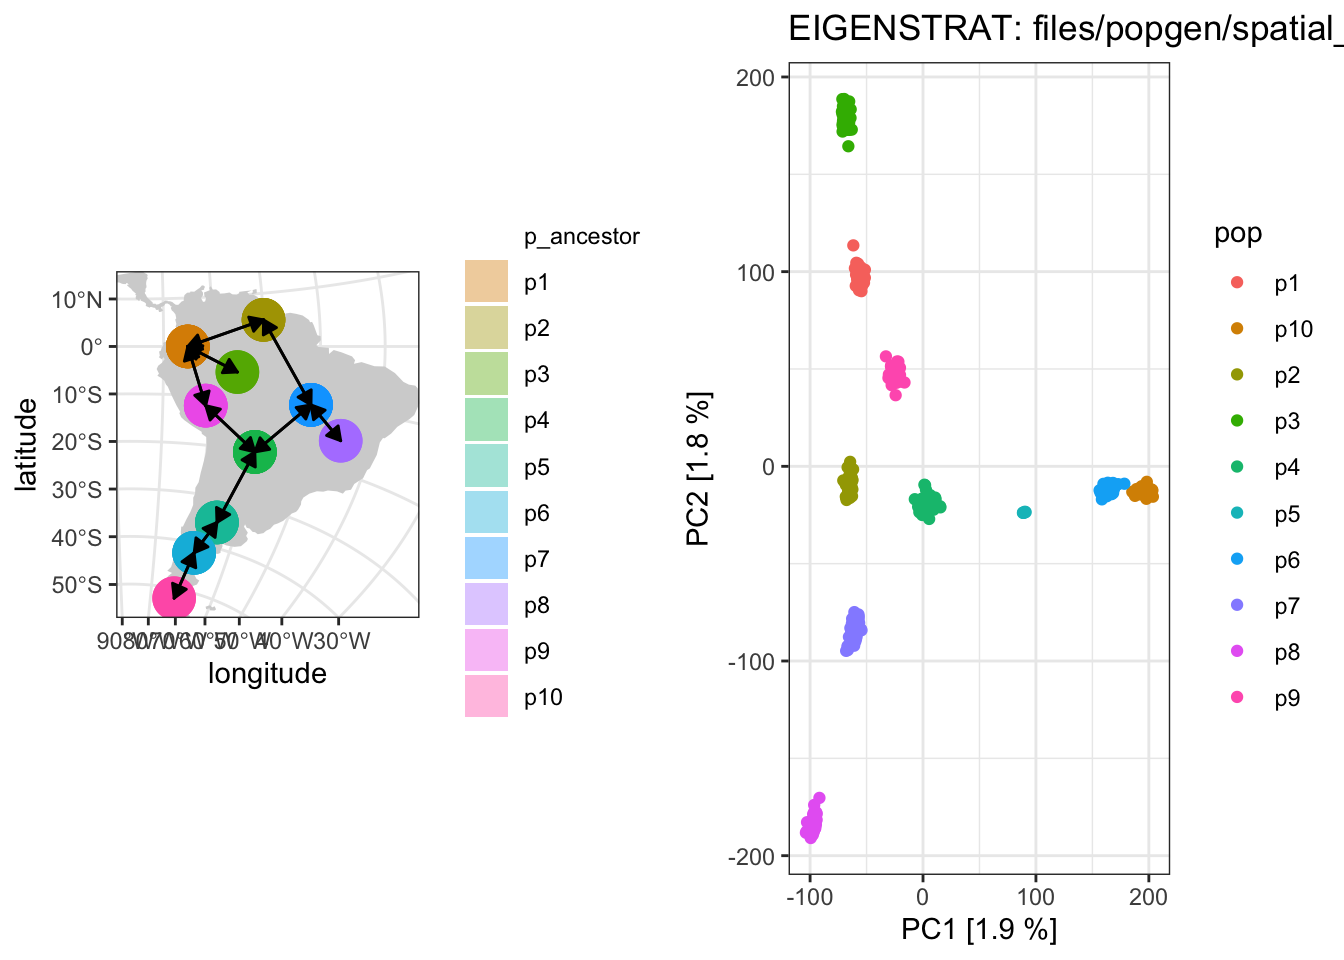 EIGENSTRAT: files/popgen/spatial_
latitude
10°N
0°
10°S
20°S
30°S
40°S
50°S
30°W
longitude
p_ancestor
p1
p2
p3
p4
p5
p6
p7
p8
p9
p10
PC2 [1.8 %]
200
100
0
-100
-200
-100
0
100
200
PC1 [1.9 %]
pop
p1
p10
p2
p3
p4
p5
p6
p7
p8
p9